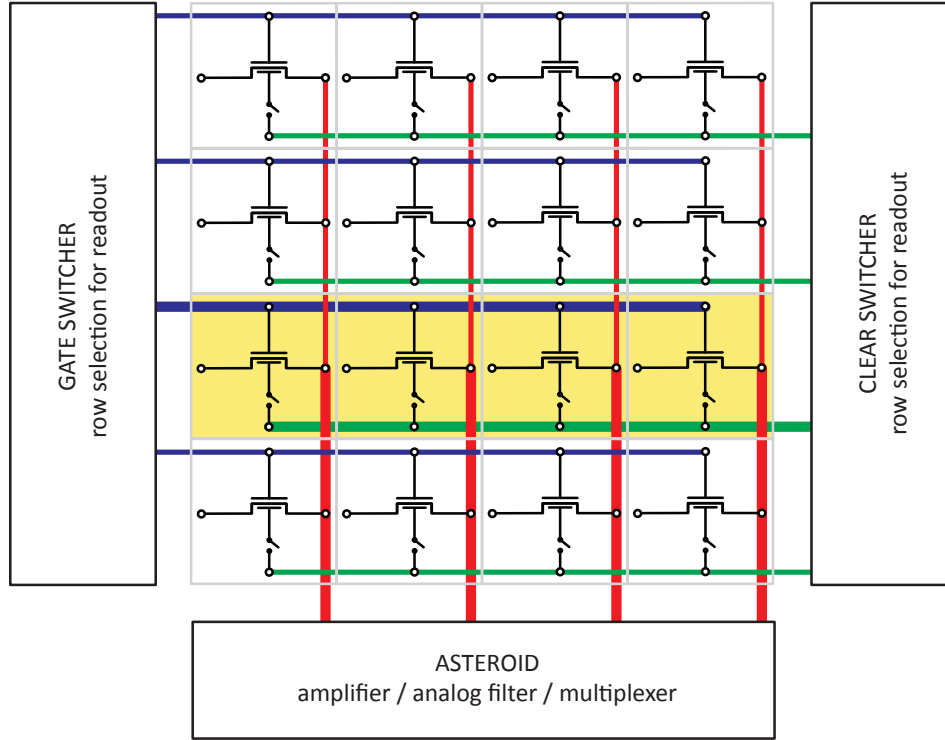 GATE SWITCHER
row selection for readout
CLEAR SWITCHER
row selection for readout
ASTEROID
amplifier / analog filter / multiplexer